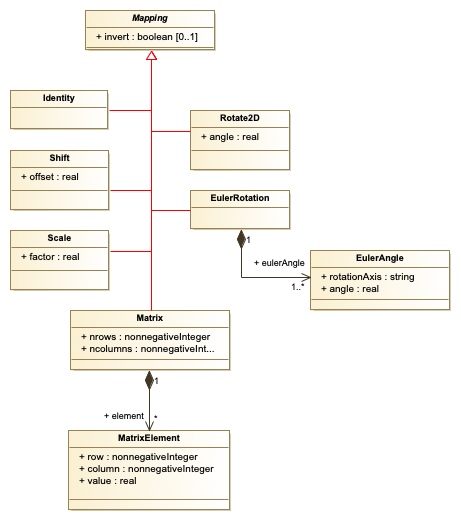 Mapping
+ invert : boolean [0..1]
Identity
Rotate2D
+ angle : real
Shift
+ offset : real
EulerRotation
Scale
+ factor : real
1
+ eulerAngle
1..*
EulerAngle
+ rotationAxis : string
+ angle : real
Matrix
+ nrows : nonnegativeInteger
+ ncolumns : nonnegativeInt...
1
+ element
*
MatrixElement
+ row : nonnegativeInteger
+ column : nonnegativeInteger
+ value : real